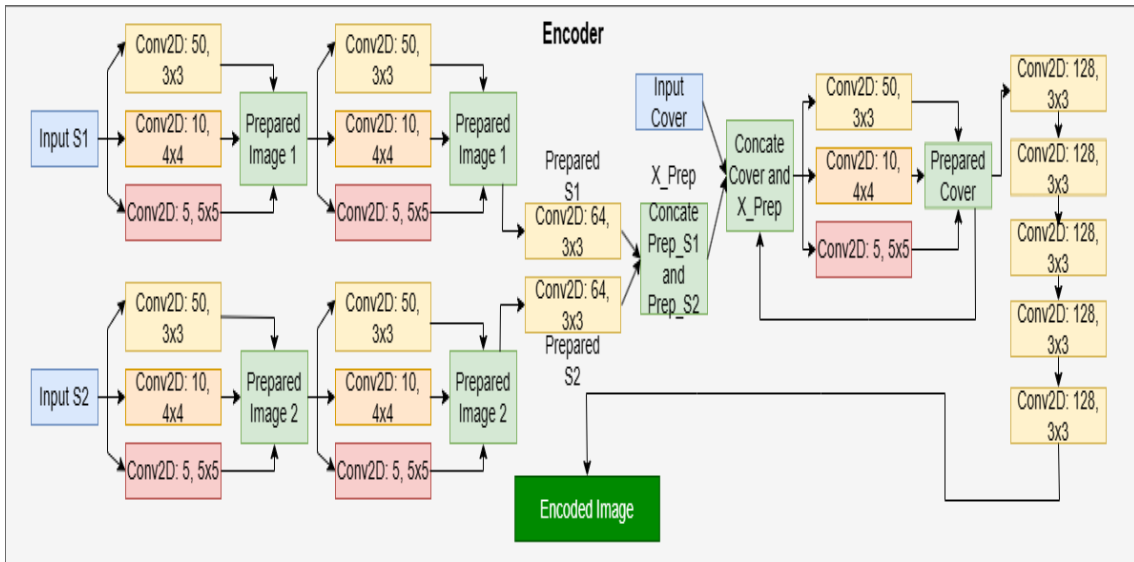 Encoder
Input S1
Conv2D: 50,
3x3
Conv2D: 10,
4x4
Conv2D: 5, 5x5
Prepared
Image 1
Conv2D: 50,
3x3
Conv2D: 10,
4x4
Conv2D: 5, 5x5
Prepared
Image 1
Input S2
Conv2D: 50,
3x3
Conv2D: 10,
4x4
Conv2D: 5, 5x5
Prepared
Image 2
Conv2D: 50,
3x3
Conv2D: 10,
4x4
Conv2D: 5, 5x5
Prepared
Image 2
Prepared
S1
Conv2D: 64,
3x3
Conv2D: 64,
3x3
Prepared
S2
Input
Cover
X_Prep
Concate
Prep_S1
and
Prep_S2
Concate
Cover and
X_Prep
Conv2D: 50,
3x3
Conv2D: 10,
4x4
Conv2D: 5, 5x5
Prepared
Cover
Conv2D: 128,
3x3
Conv2D: 128,
3x3
Conv2D: 128,
3x3
Conv2D: 128,
3x3
Conv2D: 128,
3x3
Encoded Image